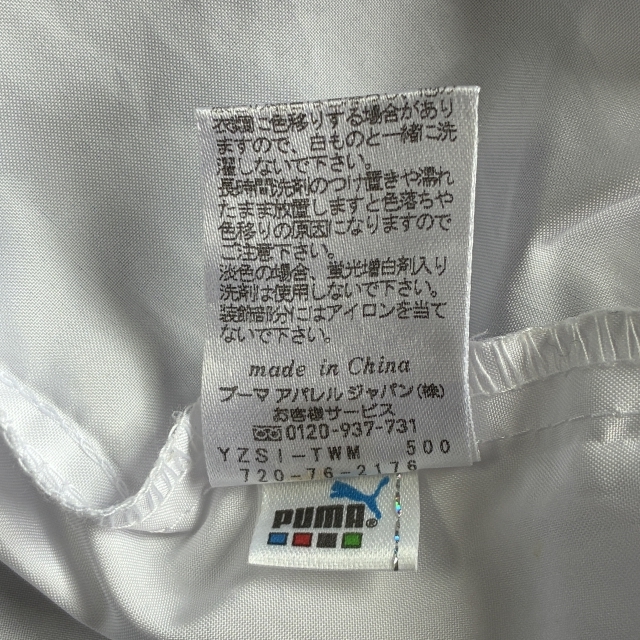 衣類に色移りする場合があり
ますので、白ものと一緒に洗
濯しないで下さい。
長時間洗剤のつけ置きや濡れ
たまま放置しますと色落ちや
色移りの原因になりますので
ご注意下さい。
淡色の場合、蛍光増白剤入り
洗剤は使用しないで下さい。
装飾部分にはアイロンを当て
ないで下さい。
made in China
プーマ アパレル ジャパン(株)
お客様サービス
0120-937-731
YZSI-TWM 500
720-76-2176
PUMA®